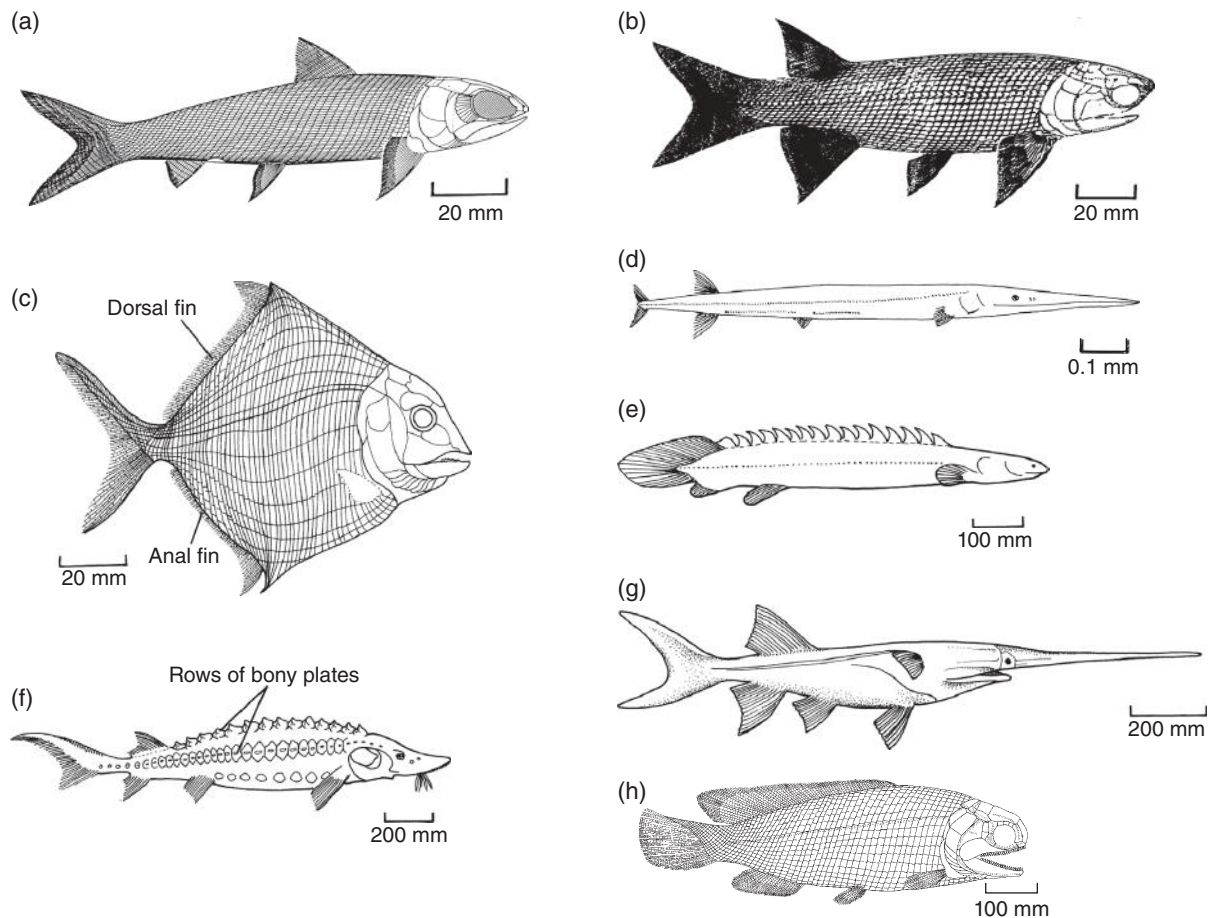 (a)
20 mm
(b)
20 mm
(c)
Dorsal fin
Anal fin
20 mm
(d)
0.1 mm
(e)
100 mm
(f)
Rows of bony plates
200 mm
(g)
200 mm
(h)
100 mm